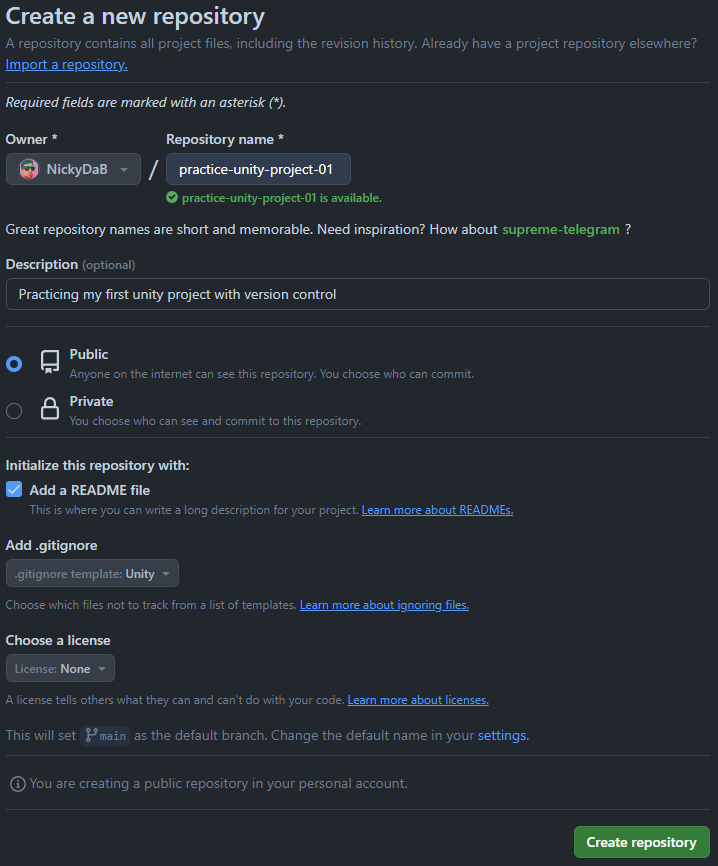 Create a new repository
A repository contains all project files, including the revision history. Already have a project repository elsewhere?
Import a repository.
Required fields are marked with an asterisk (*).
Owner * Repository name *
NickyDaB / practice-unity-project-01
practice-unity-project-01 is available.
Great repository names are short and memorable. Need inspiration? How about supreme-telegram ?
Description (optional)
Practicing my first unity project with version control
Public
Anyone on the internet can see this repository. You choose who can commit.
Private
You choose who can see and commit to this repository.
Initialize this repository with:
Add a README file
This is where you can write a long description for your project. Learn more about READMEs.
Add .gitignore
.gitignore template: Unity
Choose which files not to track from a list of templates. Learn more about ignoring files.
Choose a license
License: None
A license tells others what they can and can't do with your code. Learn more about licenses.
This will set main as the default branch. Change the default name in your settings.
You are creating a public repository in your personal account.
Create repository